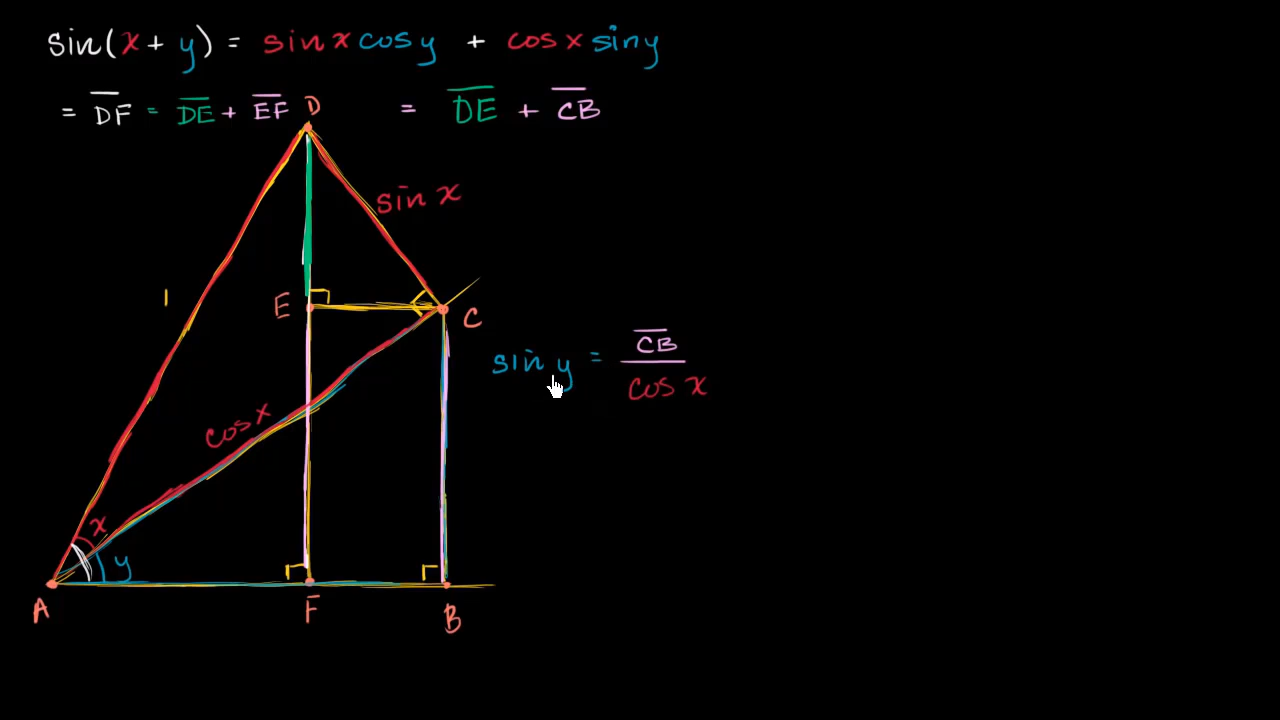 sin(x + y) = sin x cos y + cos x sin y
= DF = DE + EF = DE + CB
D
sin x
1
E
C
sin y = CB / cos x
cos x
x
y
A
F
B